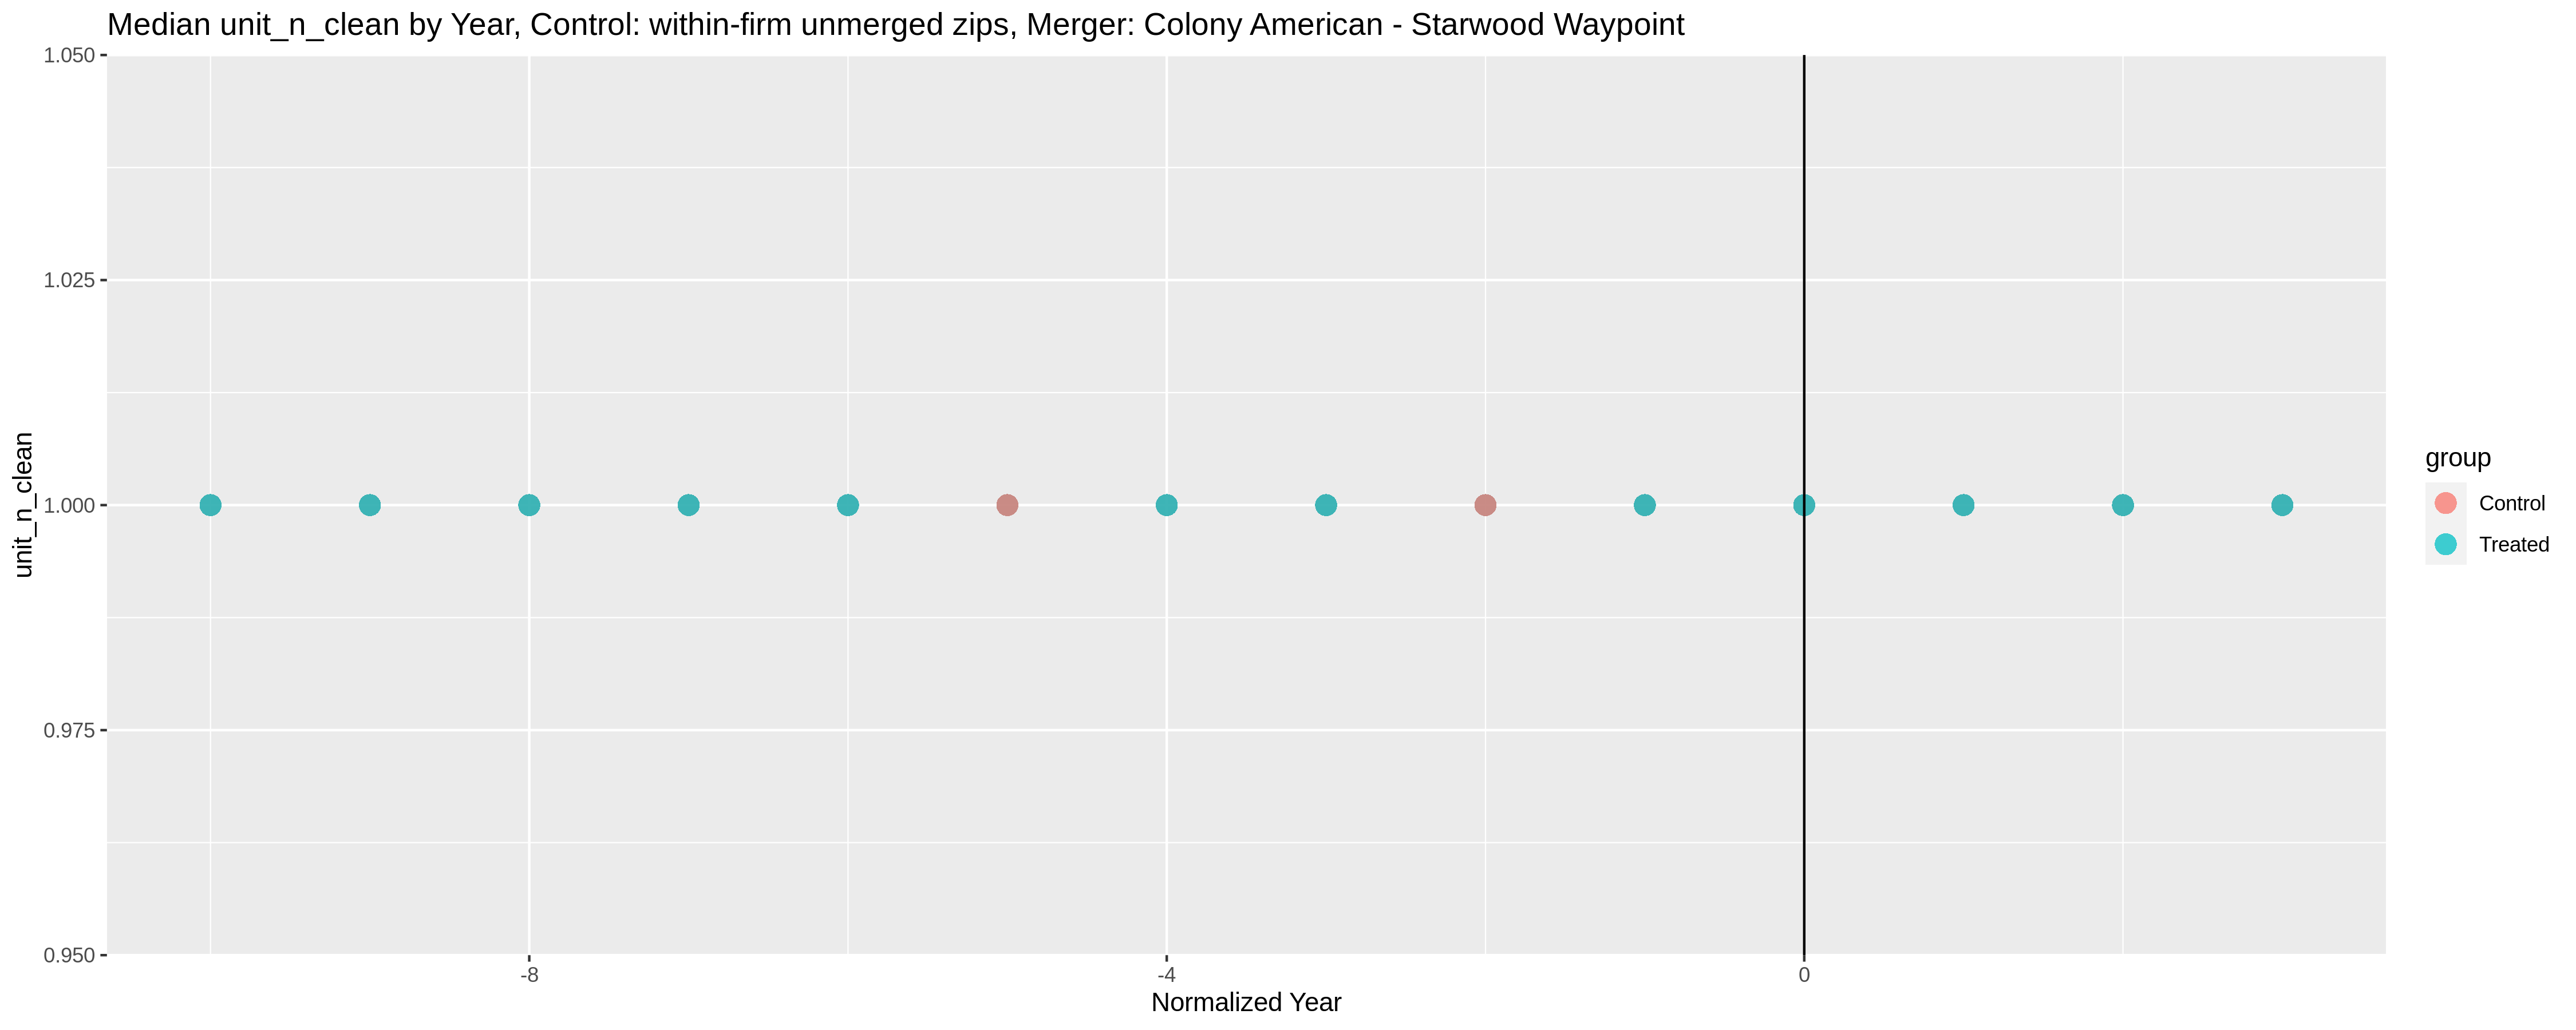 Median unit_n_clean by Year, Control: within-firm unmerged zips, Merger: Colony American - Starwood Waypoint
1.050
1.025
1.000
0.975
0.950
unit_n_clean
-8
-4
0
Normalized Year
group
Control
Treated